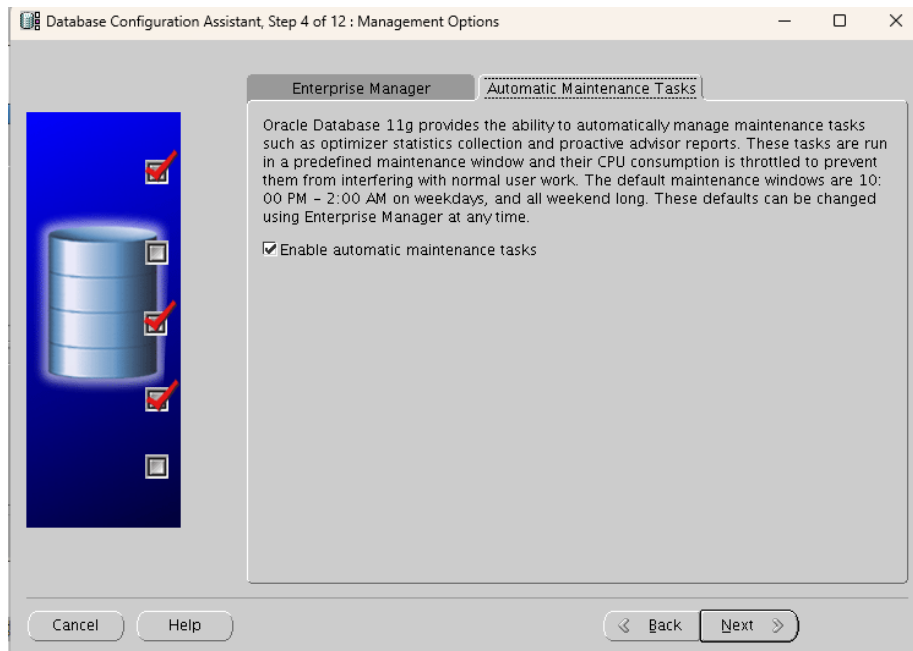 Database Configuration Assistant, Step 4 of 12 : Management Options
Enterprise Manager
Automatic Maintenance Tasks
Oracle Database 11g provides the ability to automatically manage maintenance tasks
such as optimizer statistics collection and proactive advisor reports. These tasks are run
in a predefined maintenance window and their CPU consumption is throttled to prevent
them from interfering with normal user work. The default maintenance windows are 10:
00 PM – 2:00 AM on weekdays, and all weekend long. These defaults can be changed
using Enterprise Manager at any time.
Enable automatic maintenance tasks
Cancel
Help
Back
Next